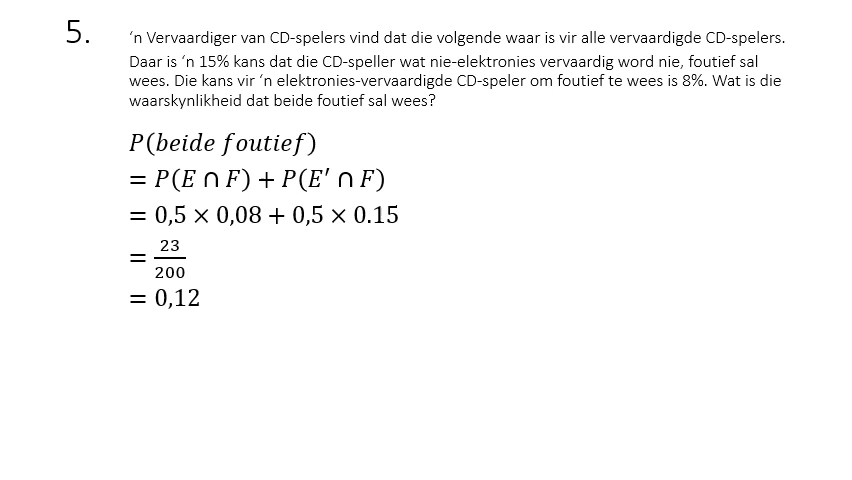 5.
‘n Vervaardiger van CD-spelers vind dat die volgende waar is vir alle vervaardigde CD-spelers.
Daar is ‘n 15% kans dat die CD-speller wat nie-elektronies vervaardig word nie, foutief sal
wees. Die kans vir ‘n elektronies-vervaardigde CD-speler om foutief te wees is 8%. Wat is die
waarskynlikheid dat beide foutief sal wees?
P(beide foutief)
= P(E ∩ F) + P(E′ ∩ F)
= 0,5 × 0,08 + 0,5 × 0.15
= 23/200
= 0,12